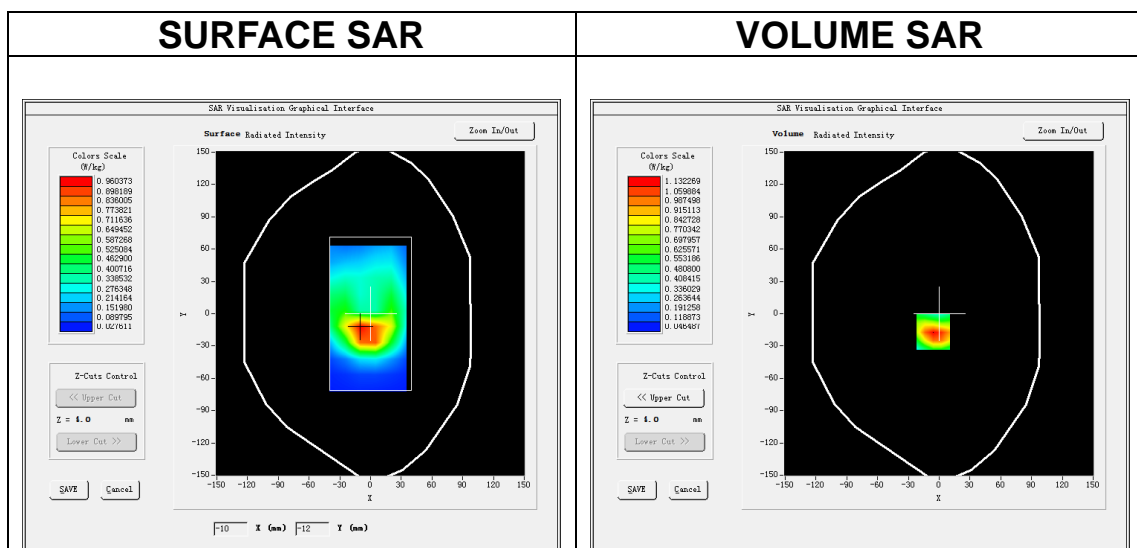 SURFACE SAR
VOLUME SAR
SAR Visualisation Graphical Interface
Surface Radiated Intensity
Zoom In/Out
Colors Scale
(W/kg)
0.960373
0.898189
0.836005
0.773821
0.711636
0.649452
0.587268
0.525084
0.462900
0.400716
0.338532
0.276348
0.214164
0.151980
0.089795
0.027611
150
120
90
60
30
0
-30
-60
-90
-120
-150
Y
-150 -120 -90 -60 -30 0 30 60 90 120 150
X
Z-Cuts Control
<< Upper Cut
Z = 4.0 mm
Lower Cut >>
SAVE Cancel
-10 X (mm) -12 Y (mm)
SAR Visualisation Graphical Interface
Volume Radiated Intensity
Zoom In/Out
Colors Scale
(W/kg)
1.132269
1.059884
0.987498
0.915113
0.842728
0.770342
0.697957
0.625571
0.553186
0.480800
0.408415
0.336029
0.263644
0.191258
0.118873
0.046487
150
120
90
60
30
0
-30
-60
-90
-120
-150
Y
-150 -120 -90 -60 -30 0 30 60 90 120 150
X
Z-Cuts Control
<< Upper Cut
Z = 4.0 mm
Lower Cut >>
SAVE Cancel